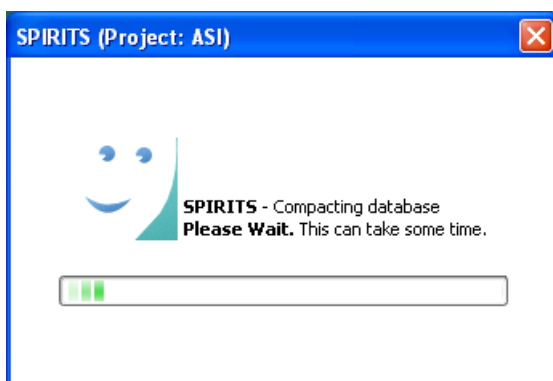 SPIRITS (Project: ASI)
SPIRITS - Compacting database
Please Wait. This can take some time.